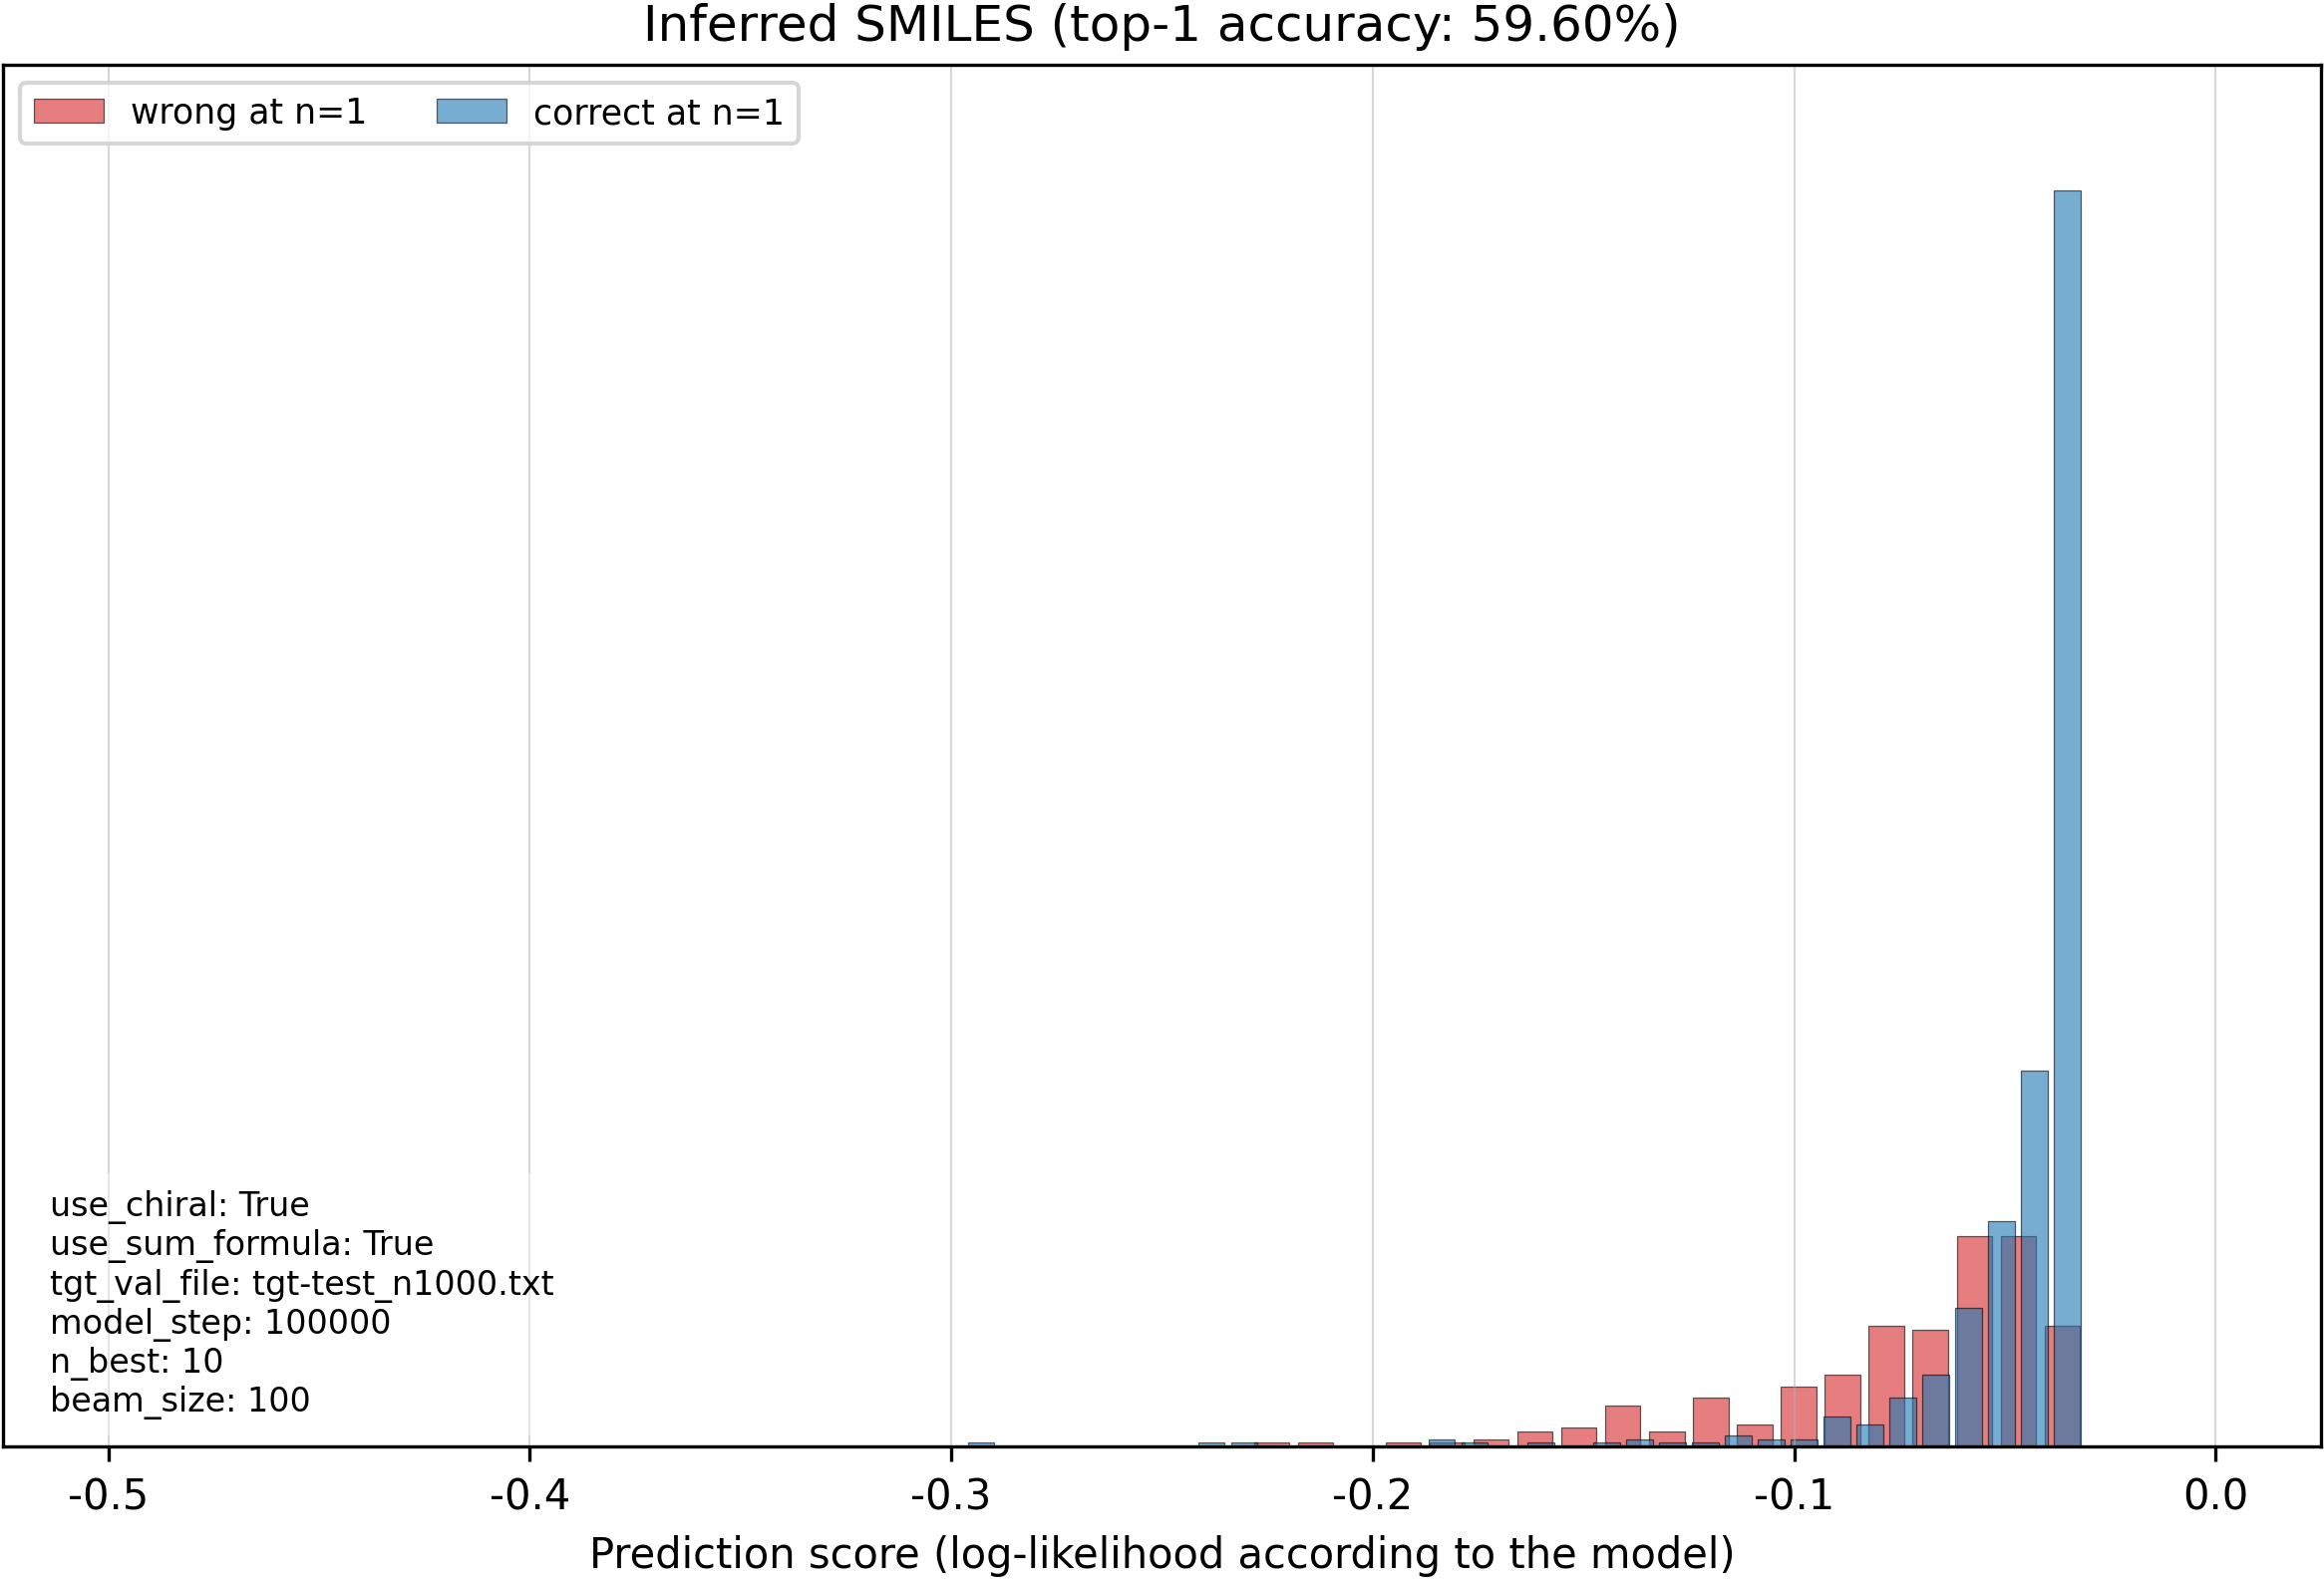 Inferred SMILES (top-1 accuracy: 59.60%)
wrong at n=1
correct at n=1
use_chiral: True
use_sum_formula: True
tgt_val_file: tgt-test_n1000.txt
model_step: 100000
n_best: 10
beam_size: 100
-0.5
-0.4
-0.3
-0.2
-0.1
0.0
Prediction score (log-likelihood according to the model)